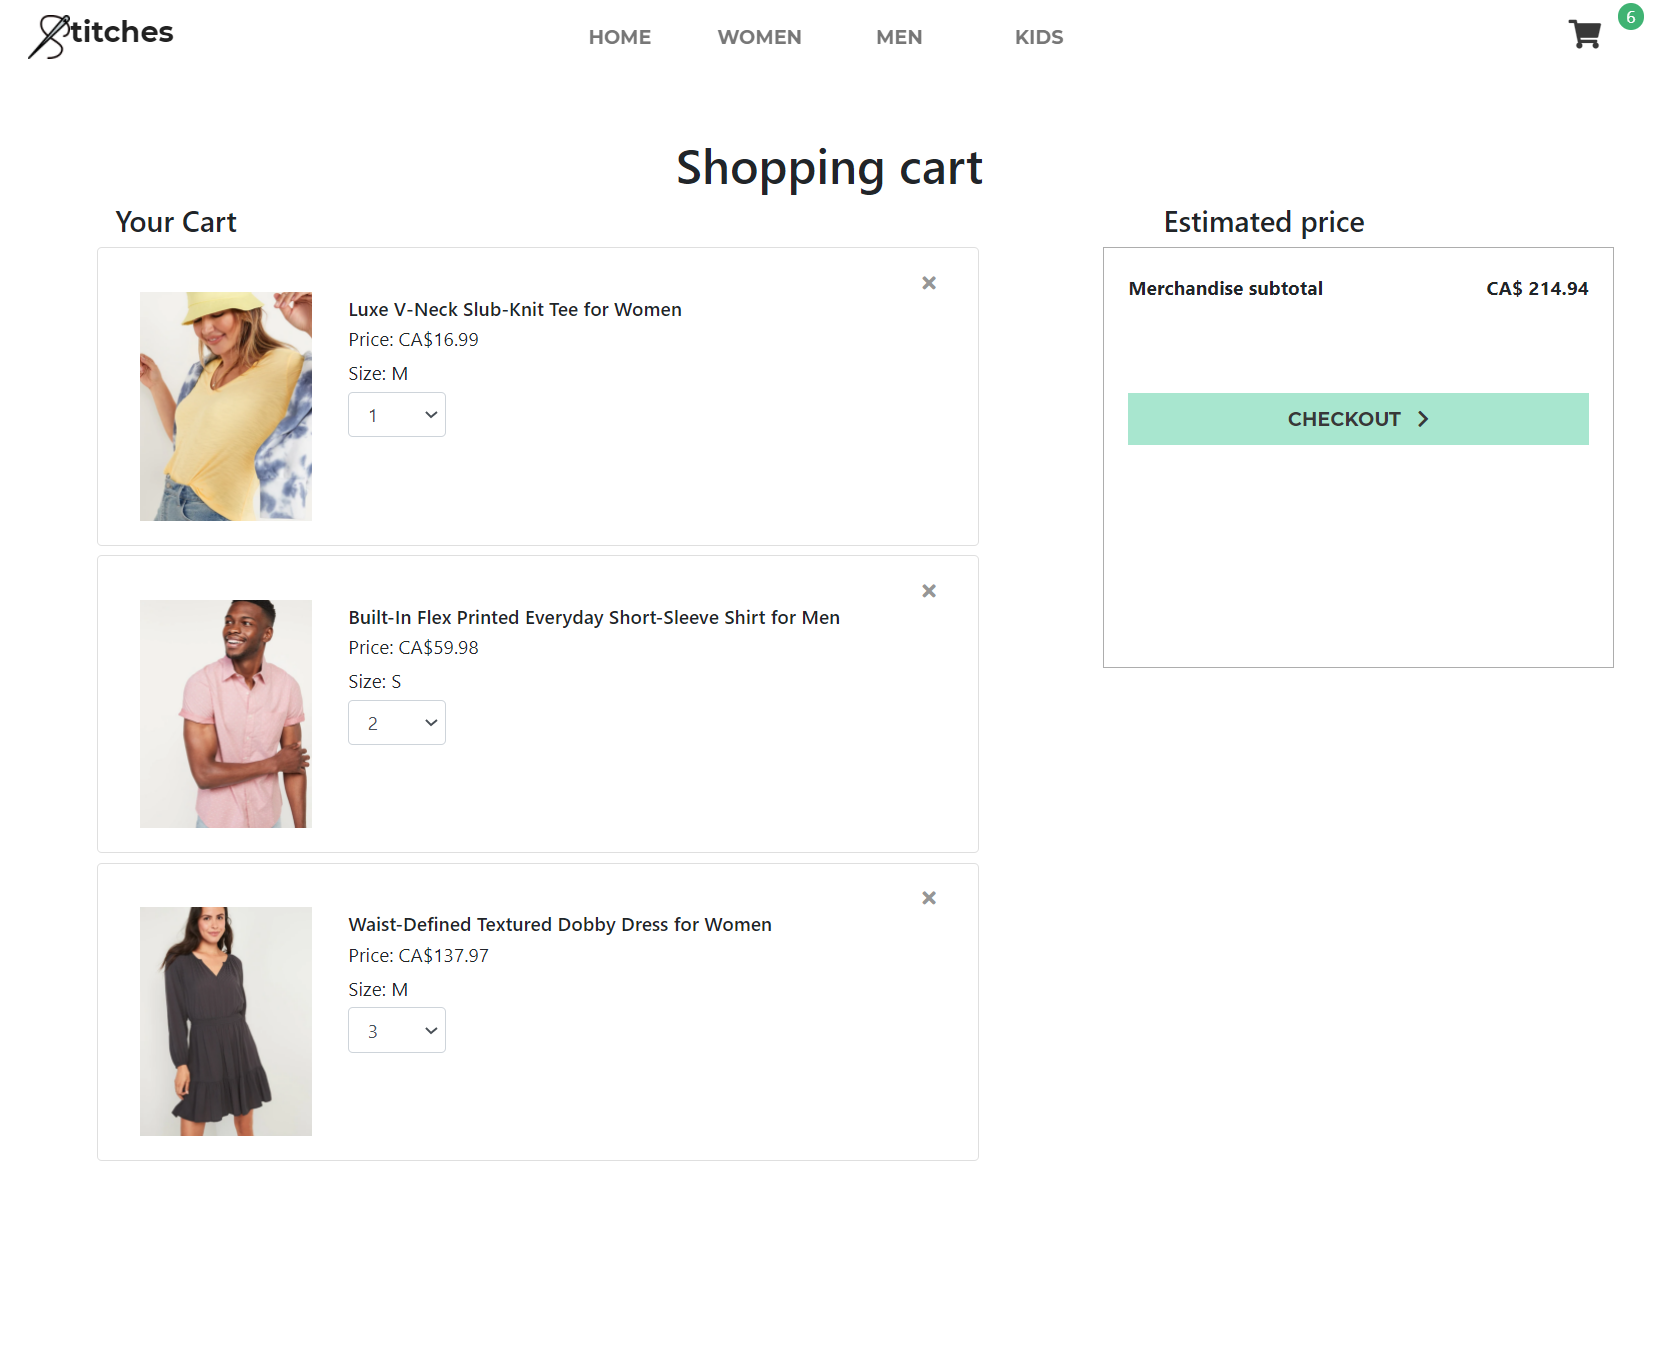 Stitches
HOME WOMEN MEN KIDS
6
Shopping cart
Your Cart
Luxe V-Neck Slub-Knit Tee for Women
Price: CA$16.99
Size: M
1
Built-In Flex Printed Everyday Short-Sleeve Shirt for Men
Price: CA$59.98
Size: S
2
Waist-Defined Textured Dobby Dress for Women
Price: CA$137.97
Size: M
3
Estimated price
Merchandise subtotal CA$ 214.94
CHECKOUT